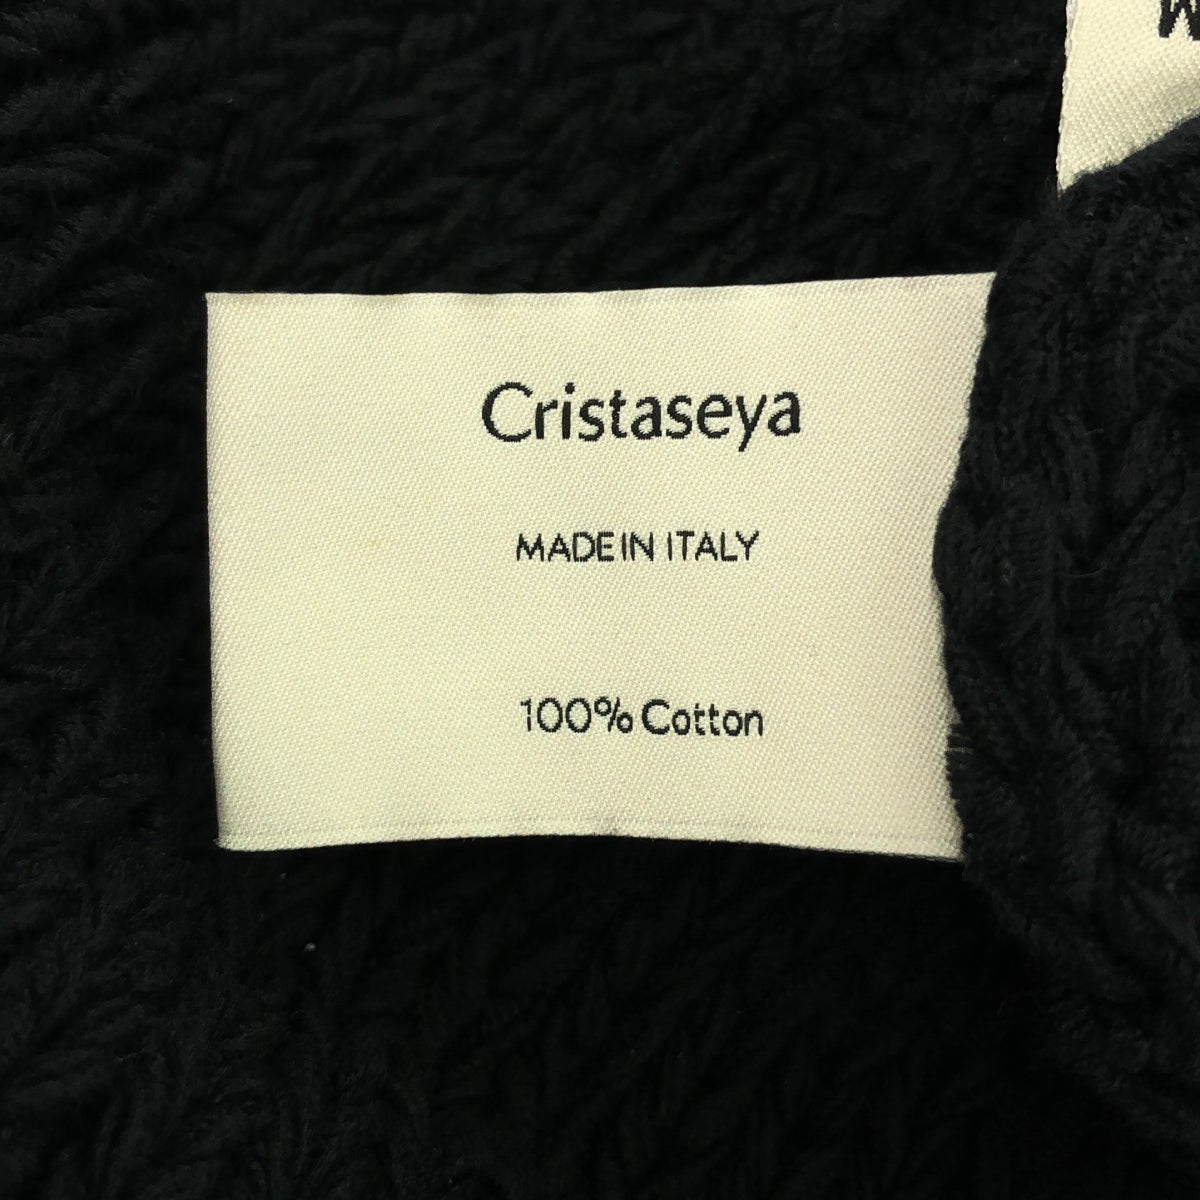 Cristaseya
MADE IN ITALY
100% Cotton